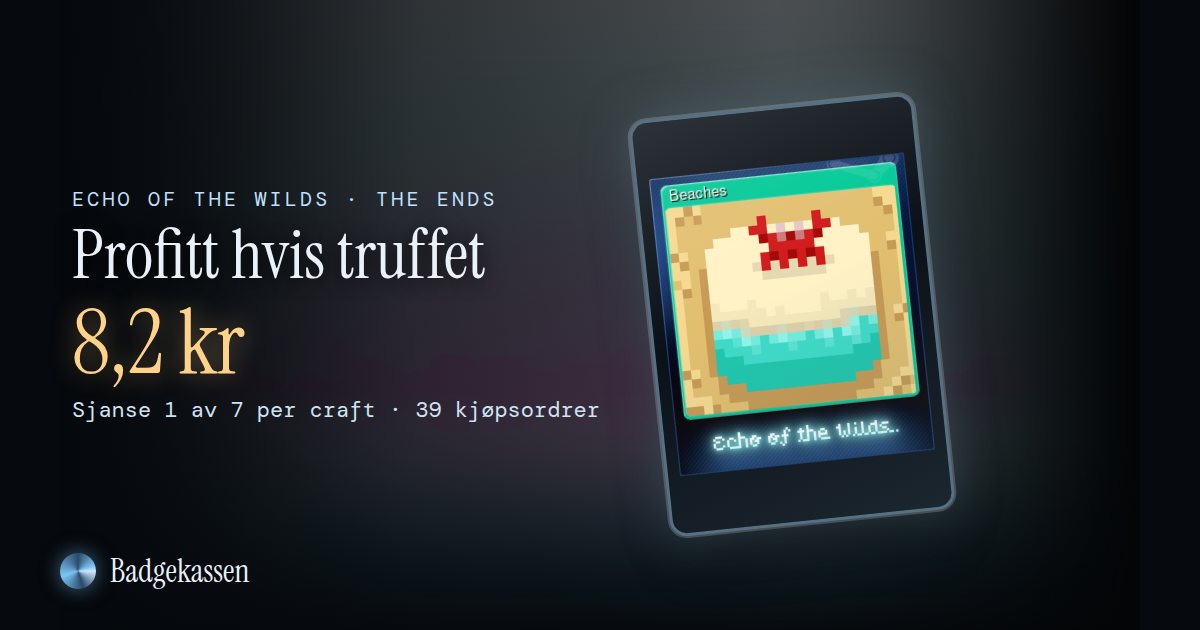 ECHO OF THE WILDS · THE ENDS
Profitt hvis truffet
8,2 kr
Sjanse 1 av 7 per craft · 39 kjøpsordrer
Badgekassen
Beaches
Echo of the Wilds..